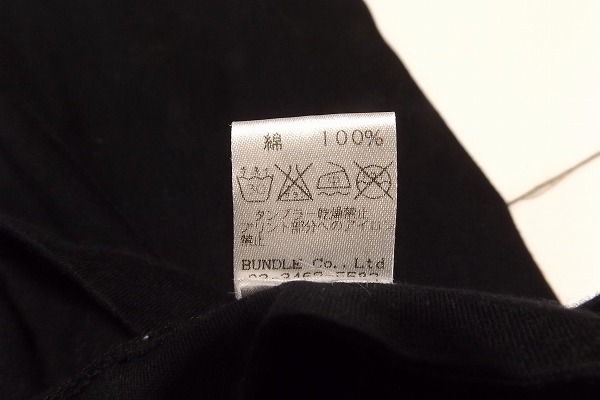 綿 100%
タンブラー乾燥禁止
プリント部分へのアイロン
禁止
BUNDLE Co., Ltd